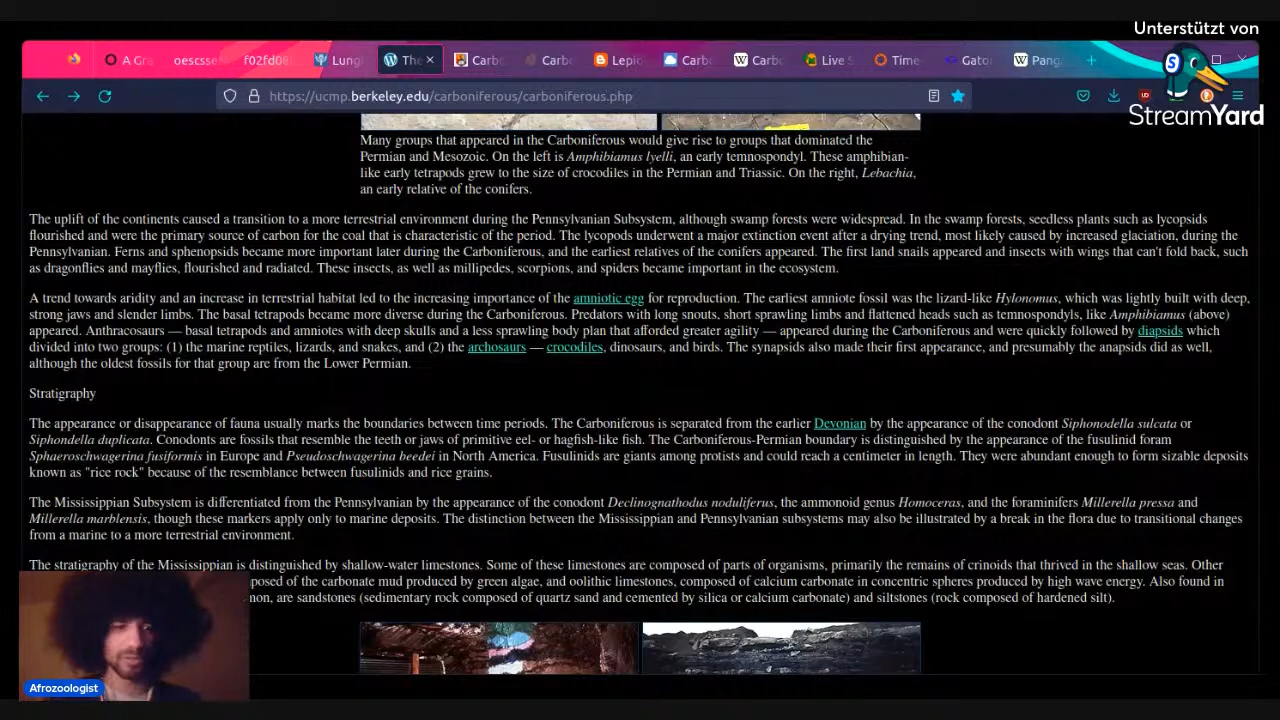 Unterstützt von
StreamYard
A Gra
oescsse
f02fd08
Lungi
The
Carbo
Carbo
Lepio
Carbo
Carbo
Live S
Time
Gato
Pang
https://ucmp.berkeley.edu/carboniferous/carboniferous.php
Many groups that appeared in the Carboniferous would give rise to groups that dominated the
Permian and Mesozoic. On the left is Amphibiamus lyelli, an early temnospondyl. These amphibian-
like early tetrapods grew to the size of crocodiles in the Permian and Triassic. On the right, Lebachia,
an early relative of the conifers.
The uplift of the continents caused a transition to a more terrestrial environment during the Pennsylvanian Subsystem, although swamp forests were widespread. In the swamp forests, seedless plants such as lycopsids
flourished and were the primary source of carbon for the coal that is characteristic of the period. The lycopods underwent a major extinction event after a drying trend, most likely caused by increased glaciation, during the
Pennsylvanian. Ferns and sphenopsids became more important later during the Carboniferous, and the earliest relatives of the conifers appeared. The first land snails appeared and insects with wings that can't fold back, such
as dragonflies and mayflies, flourished and radiated. These insects, as well as millipedes, scorpions, and spiders became important in the ecosystem.
A trend towards aridity and an increase in terrestrial habitat led to the increasing importance of the amniotic egg for reproduction. The earliest amniote fossil was the lizard-like Hylonomus, which was lightly built with deep,
strong jaws and slender limbs. The basal tetrapods became more diverse during the Carboniferous. Predators with long snouts, short sprawling limbs and flattened heads such as temnospondyls, like Amphibiamus (above)
appeared. Anthracosaurs — basal tetrapods and amniotes with deep skulls and a less sprawling body plan that afforded greater agility — appeared during the Carboniferous and were quickly followed by diapsids which
divided into two groups: (1) the marine reptiles, lizards, and snakes, and (2) the archosaurs — crocodiles, dinosaurs, and birds. The synapsids also made their first appearance, and presumably the anapsids did as well,
although the oldest fossils for that group are from the Lower Permian.
Stratigraphy
The appearance or disappearance of fauna usually marks the boundaries between time periods. The Carboniferous is separated from the earlier Devonian by the appearance of the conodont Siphonodella sulcata or
Siphondella duplicata. Conodonts are fossils that resemble the teeth or jaws of primitive eel- or hagfish-like fish. The Carboniferous-Permian boundary is distinguished by the appearance of the fusulinid foram
Sphaeroschwagerina fusiformis in Europe and Pseudoschwagerina beedei in North America. Fusulinids are giants among protists and could reach a centimeter in length. They were abundant enough to form sizable deposits
known as "rice rock" because of the resemblance between fusulinids and rice grains.
The Mississippian Subsystem is differentiated from the Pennsylvanian by the appearance of the conodont Declinognathodus noduliferus, the ammonoid genus Homoceras, and the foraminifers Millerella pressa and
Millerella marblensis, though these markers apply only to marine deposits. The distinction between the Mississippian and Pennsylvanian subsystems may also be illustrated by a break in the flora due to transitional changes
from a marine to a more terrestrial environment.
The stratigraphy of the Mississippian is distinguished by shallow-water limestones. Some of these limestones are composed of parts of organisms, primarily the remains of crinoids that thrived in the shallow seas. Other
posed of the carbonate mud produced by green algae, and oolithic limestones, composed of calcium carbonate in concentric spheres produced by high wave energy. Also found in
mon, are sandstones (sedimentary rock composed of quartz sand and cemented by silica or calcium carbonate) and siltstones (rock composed of hardened silt).
Afrozoologist